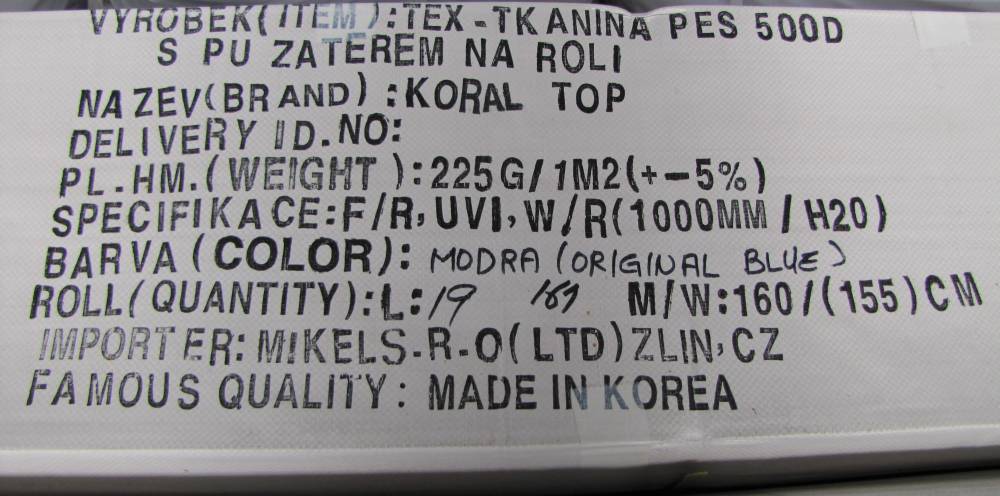 VYROBEK(ITEM):TEX-TKANINA PES 500D
S PU ZATEREM NA ROLI
NAZEV(BRAND):KORAL TOP
DELIVERY ID.NO:
PL.HM.(WEIGHT):225G/1M2(+-5%)
SPECIFIKACE:F/R,UVI,W/R(1000MM/H20)
BARVA(COLOR): MODRA (ORIGINAL BLUE)
ROLL(QUANTITY):L:19 M/W:160/(155)CM
IMPORTER:MIKELS-R-O(LTD)ZLIN,CZ
FAMOUS QUALITY: MADE IN KOREA